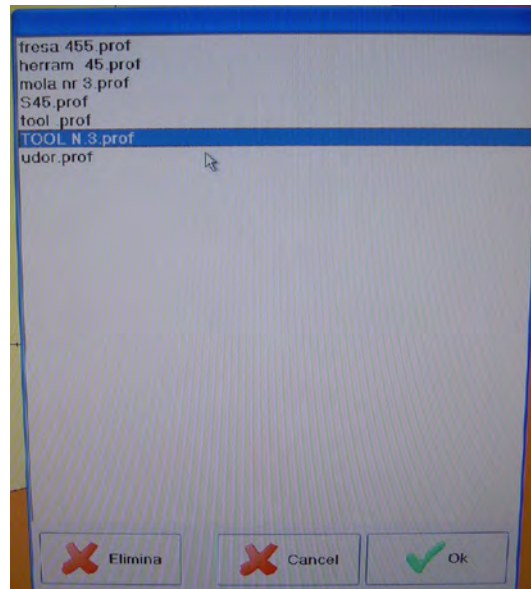 fresa 455.prof
herram 45.prof
mola nr 3.prof
S45.prof
tool .prof
TOOL N.3.prof
udor.prof
Elimina
Cancel
Ok